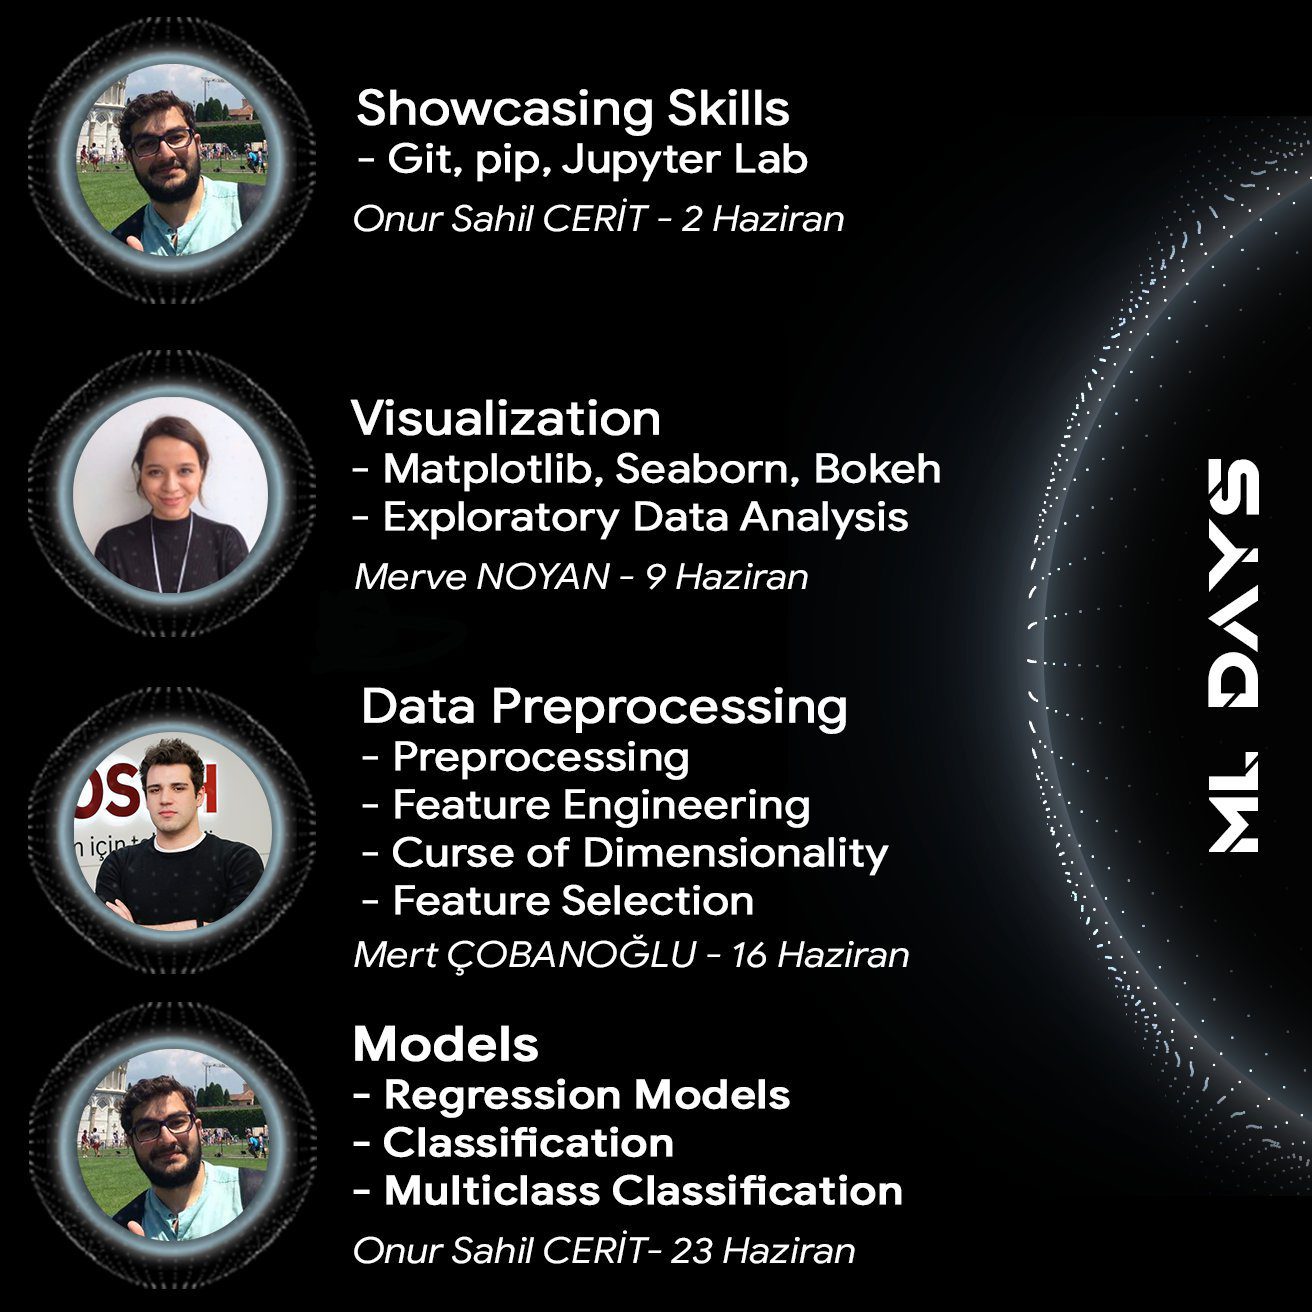 Showcasing Skills
- Git, pip, Jupyter Lab
Onur Sahil CERİT - 2 Haziran
Visualization
- Matplotlib, Seaborn, Bokeh
- Exploratory Data Analysis
Merve NOYAN - 9 Haziran
Data Preprocessing
- Preprocessing
- Feature Engineering
- Curse of Dimensionality
- Feature Selection
Mert ÇOBANOĞLU - 16 Haziran
Models
- Regression Models
- Classification
- Multiclass Classification
Onur Sahil CERİT- 23 Haziran
ML DAYS
için